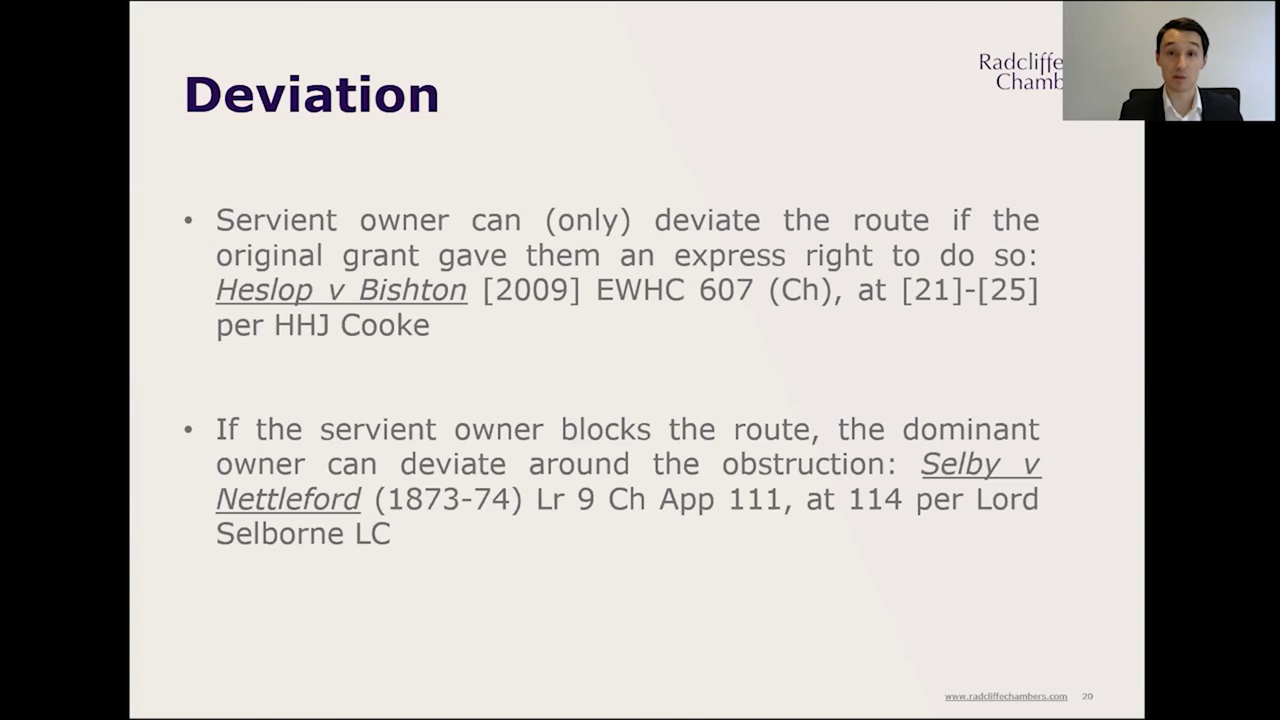 Deviation
Radcliffe
Chamb
• Servient owner can (only) deviate the route if the
original grant gave them an express right to do so:
Heslop v Bishton [2009] EWHC 607 (Ch), at [21]-[25]
per HHJ Cooke
• If the servient owner blocks the route, the dominant
owner can deviate around the obstruction: Selby v
Nettleford (1873-74) Lr 9 Ch App 111, at 114 per Lord
Selborne LC
www.radcliffechambers.com 20